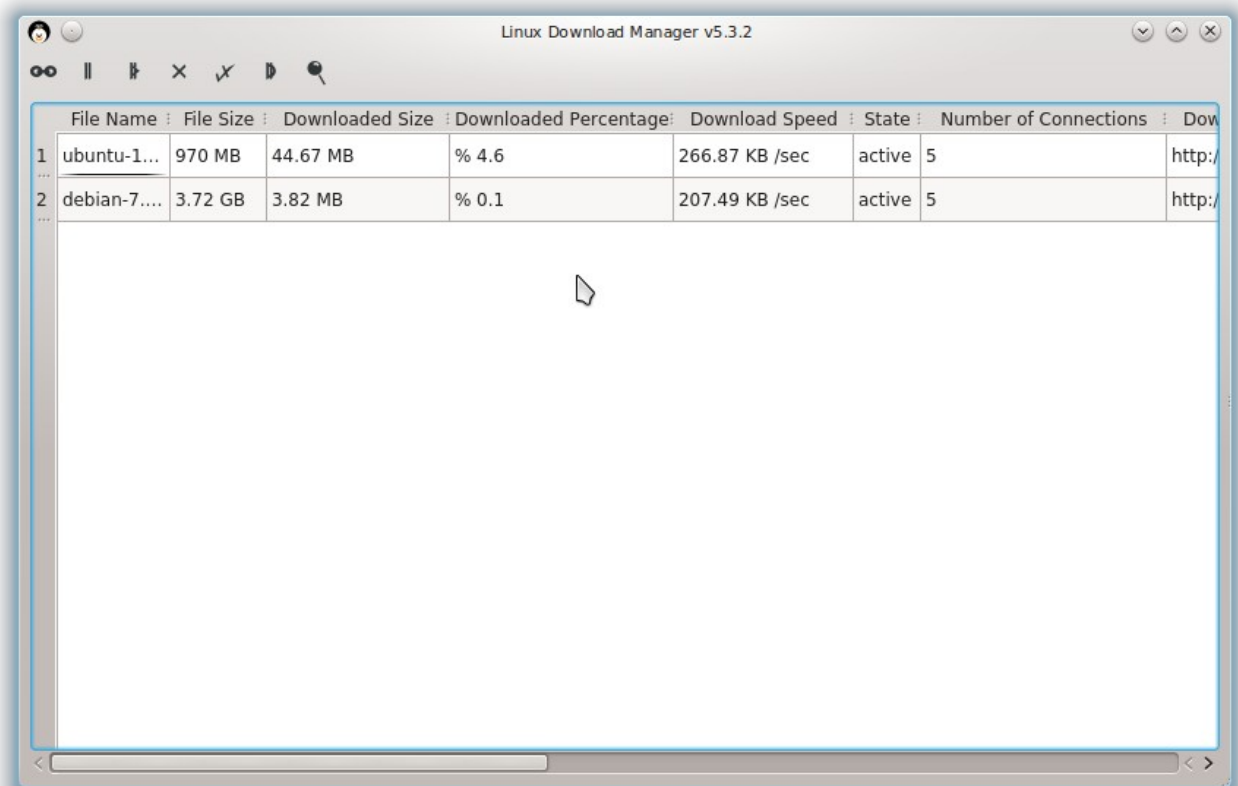 Linux Download Manager v5.3.2
File Name File Size Downloaded Size Downloaded Percentage Download Speed State Number of Connections Dow
1 ubuntu-1... 970 MB 44.67 MB % 4.6 266.87 KB /sec active 5 http:/
...
2 debian-7.... 3.72 GB 3.82 MB % 0.1 207.49 KB /sec active 5 http:/
...